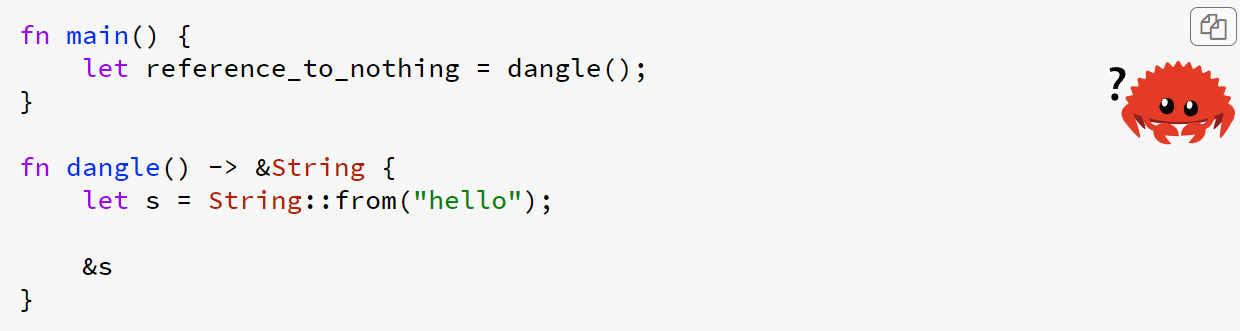 fn main() {
    let reference_to_nothing = dangle();
}
?
fn dangle() -> &String {
    let s = String::from("hello");
    &s
}